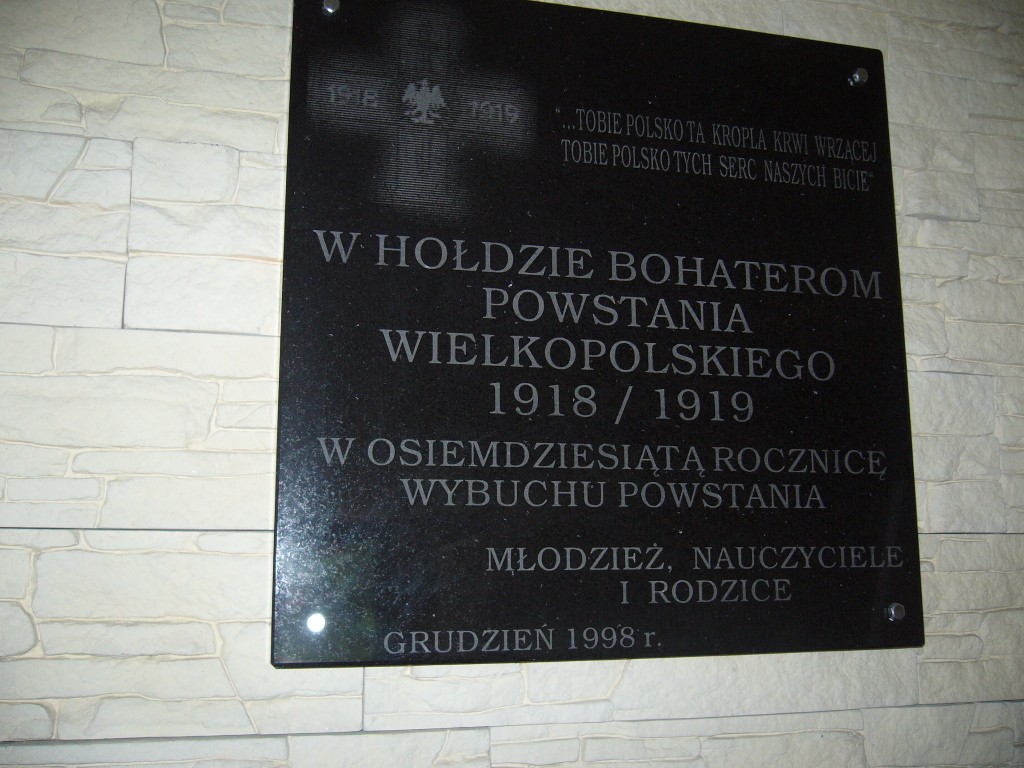 1918 1919
"...TOBIE POLSKO TA KROPLA KRWI WRZĄCEJ
TOBIE POLSKO TYCH SERC NASZYCH BICIE"
W HOŁDZIE BOHATEROM
POWSTANIA
WIELKOPOLSKIEGO
1918 / 1919
W OSIEMDZIESIĄTĄ ROCZNICĘ
WYBUCHU POWSTANIA
MŁODZIEŻ, NAUCZYCIELE
I RODZICE
GRUDZIEŃ 1998 r.